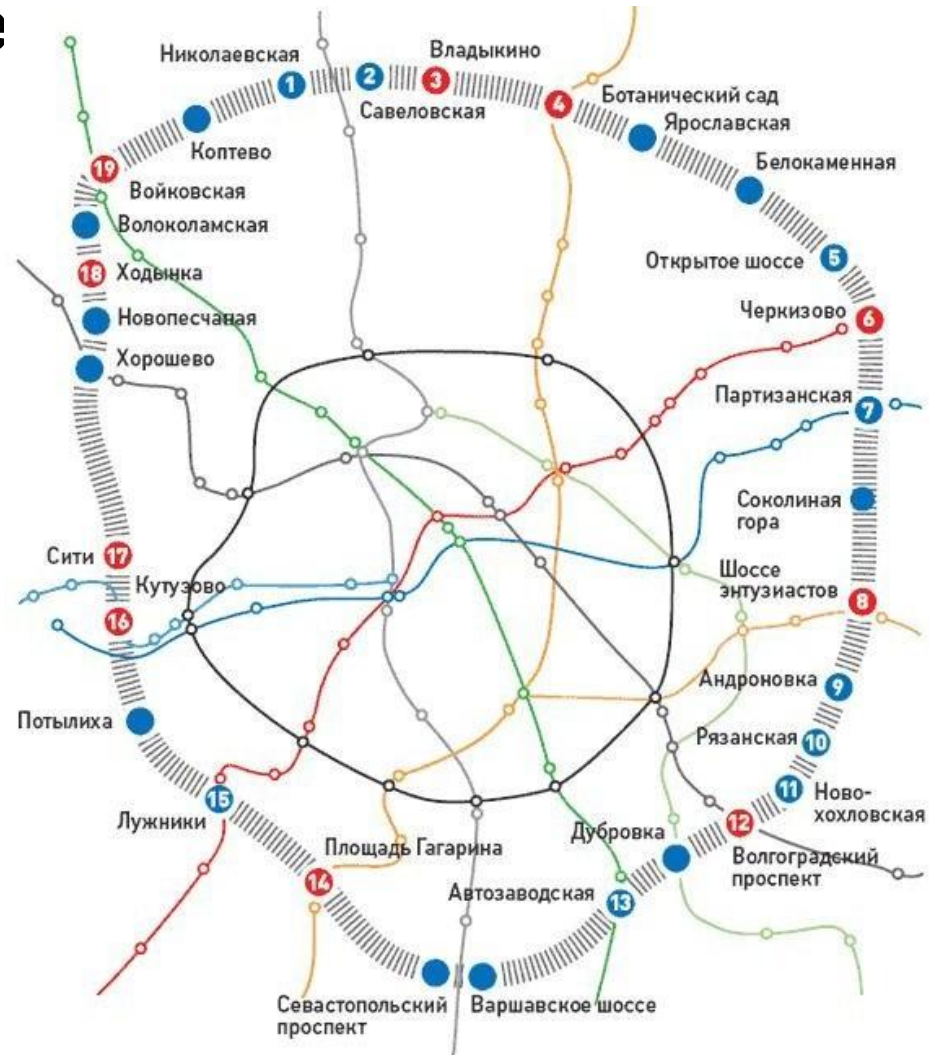 е
Николаевская
1
2
Савеловская
3
Владыкино
4
Ботанический сад
Ярославская
Белокаменная
Открытое шоссе
5
Черкизово
6
Партизанская
7
Соколиная
гора
Шоссе
энтузиастов
8
Андроновка
9
Рязанская
10
11
Ново-
хохловская
12
Волгоградский
проспект
Дубровка
Автозаводская
13
Варшавское шоссе
Севастопольский
проспект
Площадь Гагарина
14
15
Лужники
Потылиха
16
Кутузово
Сити
17
Хорошево
Новопесчаная
18
Ходынка
Волоколамская
Войковская
19
Коптево